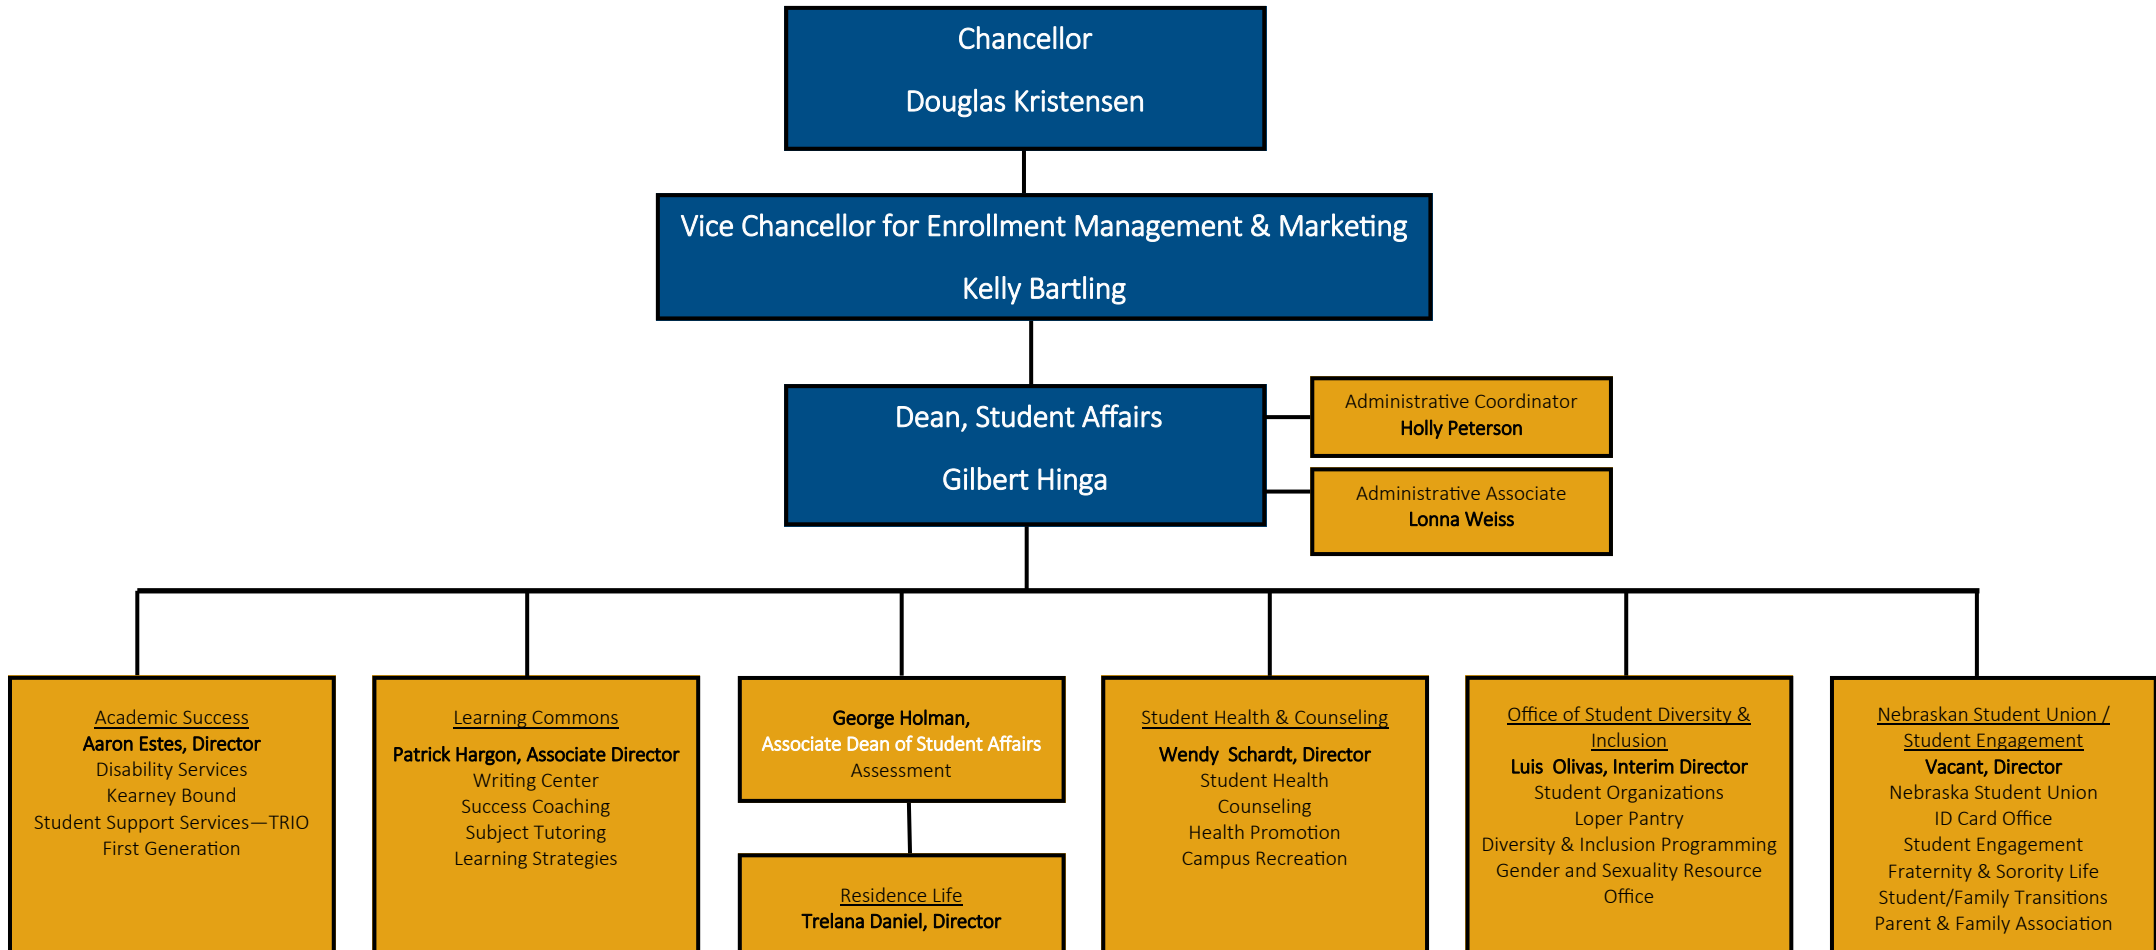 Chancellor
Douglas Kristensen
Vice Chancellor for Enrollment Management & Marketing
Kelly Bartling
Dean, Student Affairs
Gilbert Hinga
Administrative Coordinator
Holly Peterson
Administrative Associate
Lonna Weiss
Academic Success
Aaron Estes, Director
Disability Services
Kearney Bound
Student Support Services—TRIO
First Generation
Learning Commons
Patrick Hargon, Associate Director
Writing Center
Success Coaching
Subject Tutoring
Learning Strategies
George Holman,
Associate Dean of Student Affairs
Assessment
Residence Life
Trelana Daniel, Director
Student Health & Counseling
Wendy Schardt, Director
Student Health
Counseling
Health Promotion
Campus Recreation
Office of Student Diversity &
Inclusion
Luis Olivas, Interim Director
Student Organizations
Loper Pantry
Diversity & Inclusion Programming
Gender and Sexuality Resource
Office
Nebraskan Student Union /
Student Engagement
Vacant, Director
Nebraska Student Union
ID Card Office
Student Engagement
Fraternity & Sorority Life
Student/Family Transitions
Parent & Family Association